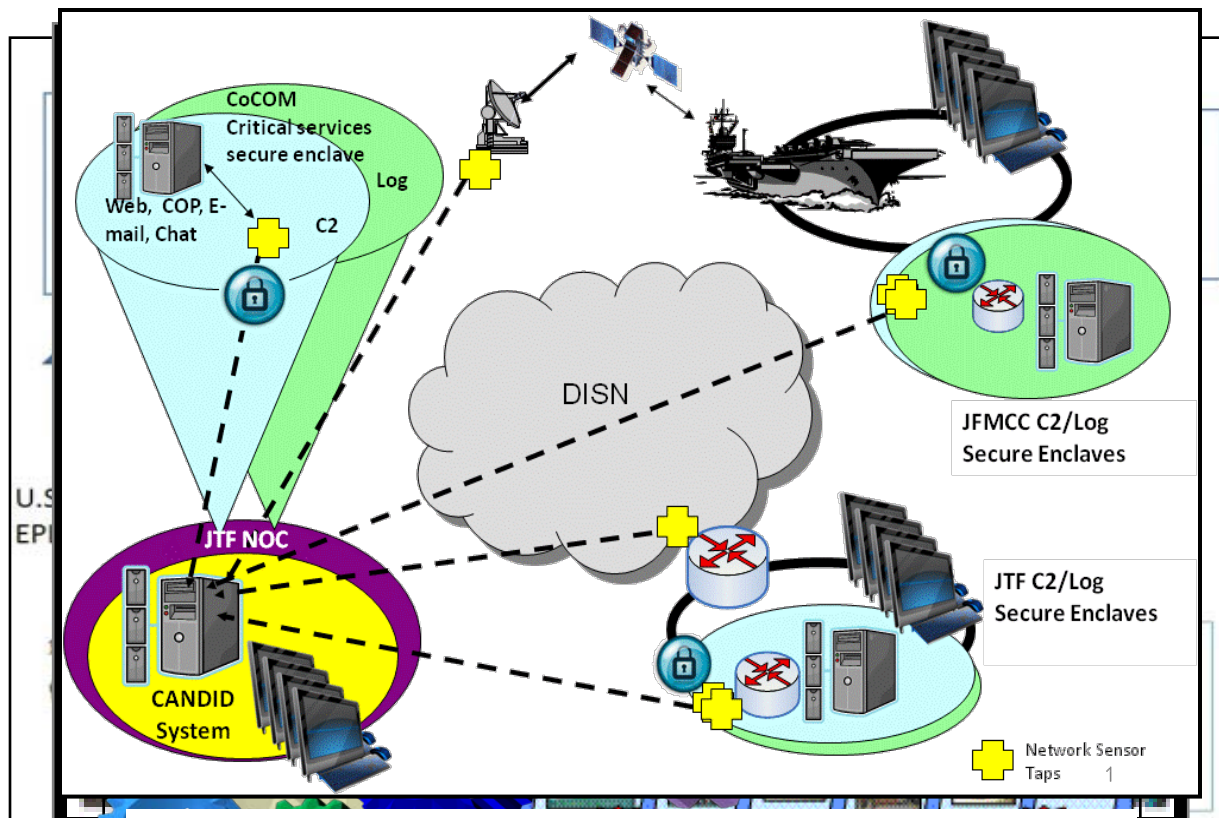 CoCOM
Critical services
secure enclave
Log
Web, COP, E-
mail, Chat
C2
DISN
JFMCC C2/Log
Secure Enclaves
U.S
EPI
JTF NOC
JTF C2/Log
Secure Enclaves
CANDID
System
Network Sensor
Taps 1